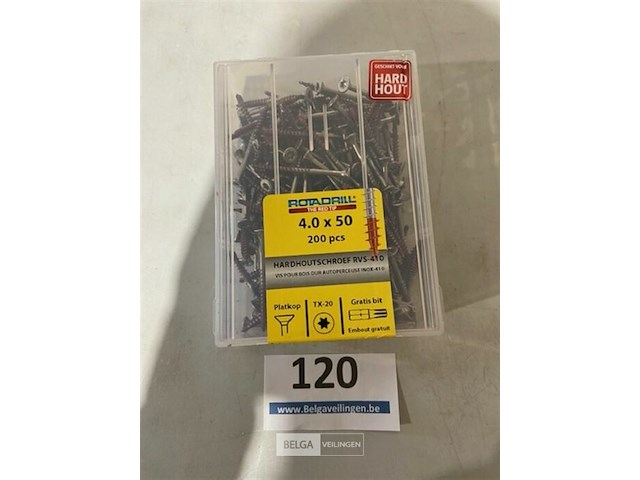 GESCHIKT VOOR
HARD
HOUT
ROTADRILL
THE RED TIP
4.0 x 50
200 pcs
HARDHOUTSCHROEF RVS-410
VIS POUR BOIS DUR AUTOPERCEUSE INOX-410
Platkop
TX-20
Gratis bit
Embout gratuit
120
www.Belgaveilingen.be
BELGA VEILINGEN